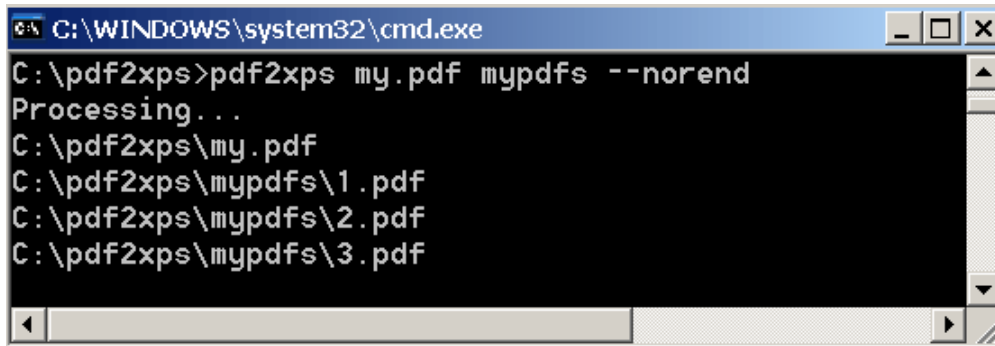 C:\WINDOWS\system32\cmd.exe
C:\pdf2xps>pdf2xps my.pdf mypdfs --norend
Processing...
C:\pdf2xps\my.pdf
C:\pdf2xps\mypdfs\1.pdf
C:\pdf2xps\mypdfs\2.pdf
C:\pdf2xps\mypdfs\3.pdf